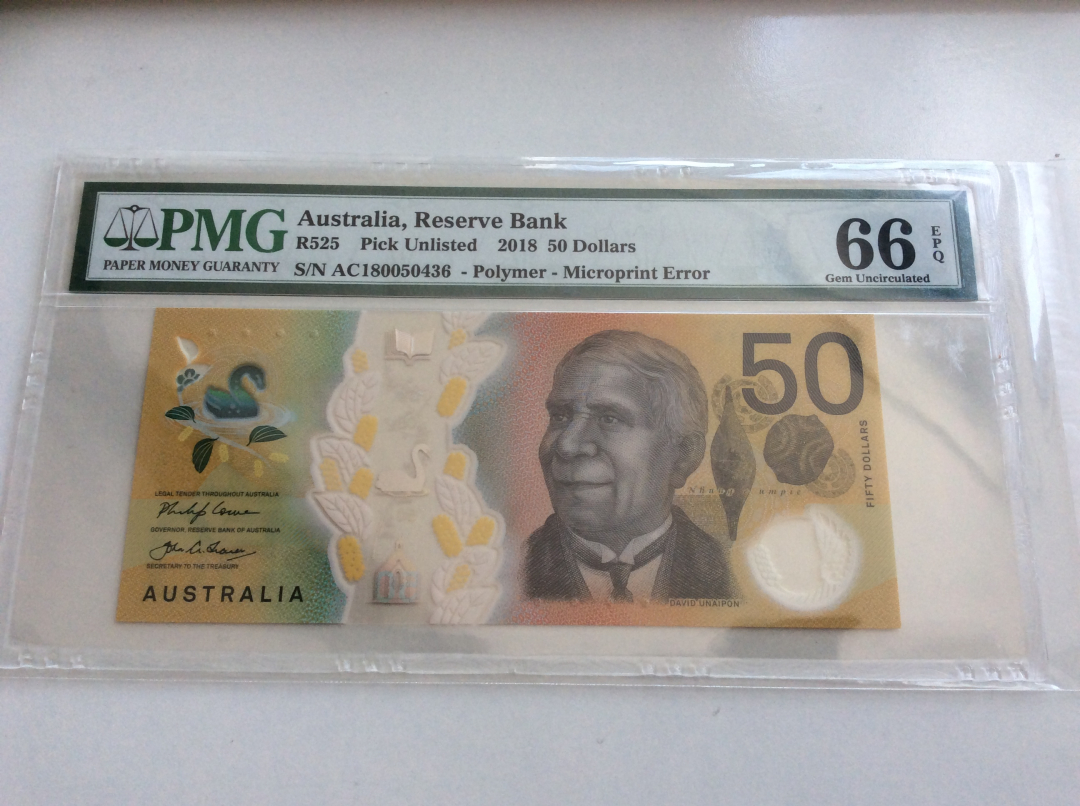 PMG
PAPER MONEY GUARANTY
Australia, Reserve Bank
R525 Pick Unlisted 2018 50 Dollars
S/N AC180050436 - Polymer - Microprint Error
66
EPQ
Gem Uncirculated
50
FIFTY DOLLARS
LEGAL TENDER THROUGHOUT AUSTRALIA
Philip Lowe
GOVERNOR, RESERVE BANK OF AUSTRALIA
SECRETARY TO THE TREASURY
AUSTRALIA
DAVID UNAIPON